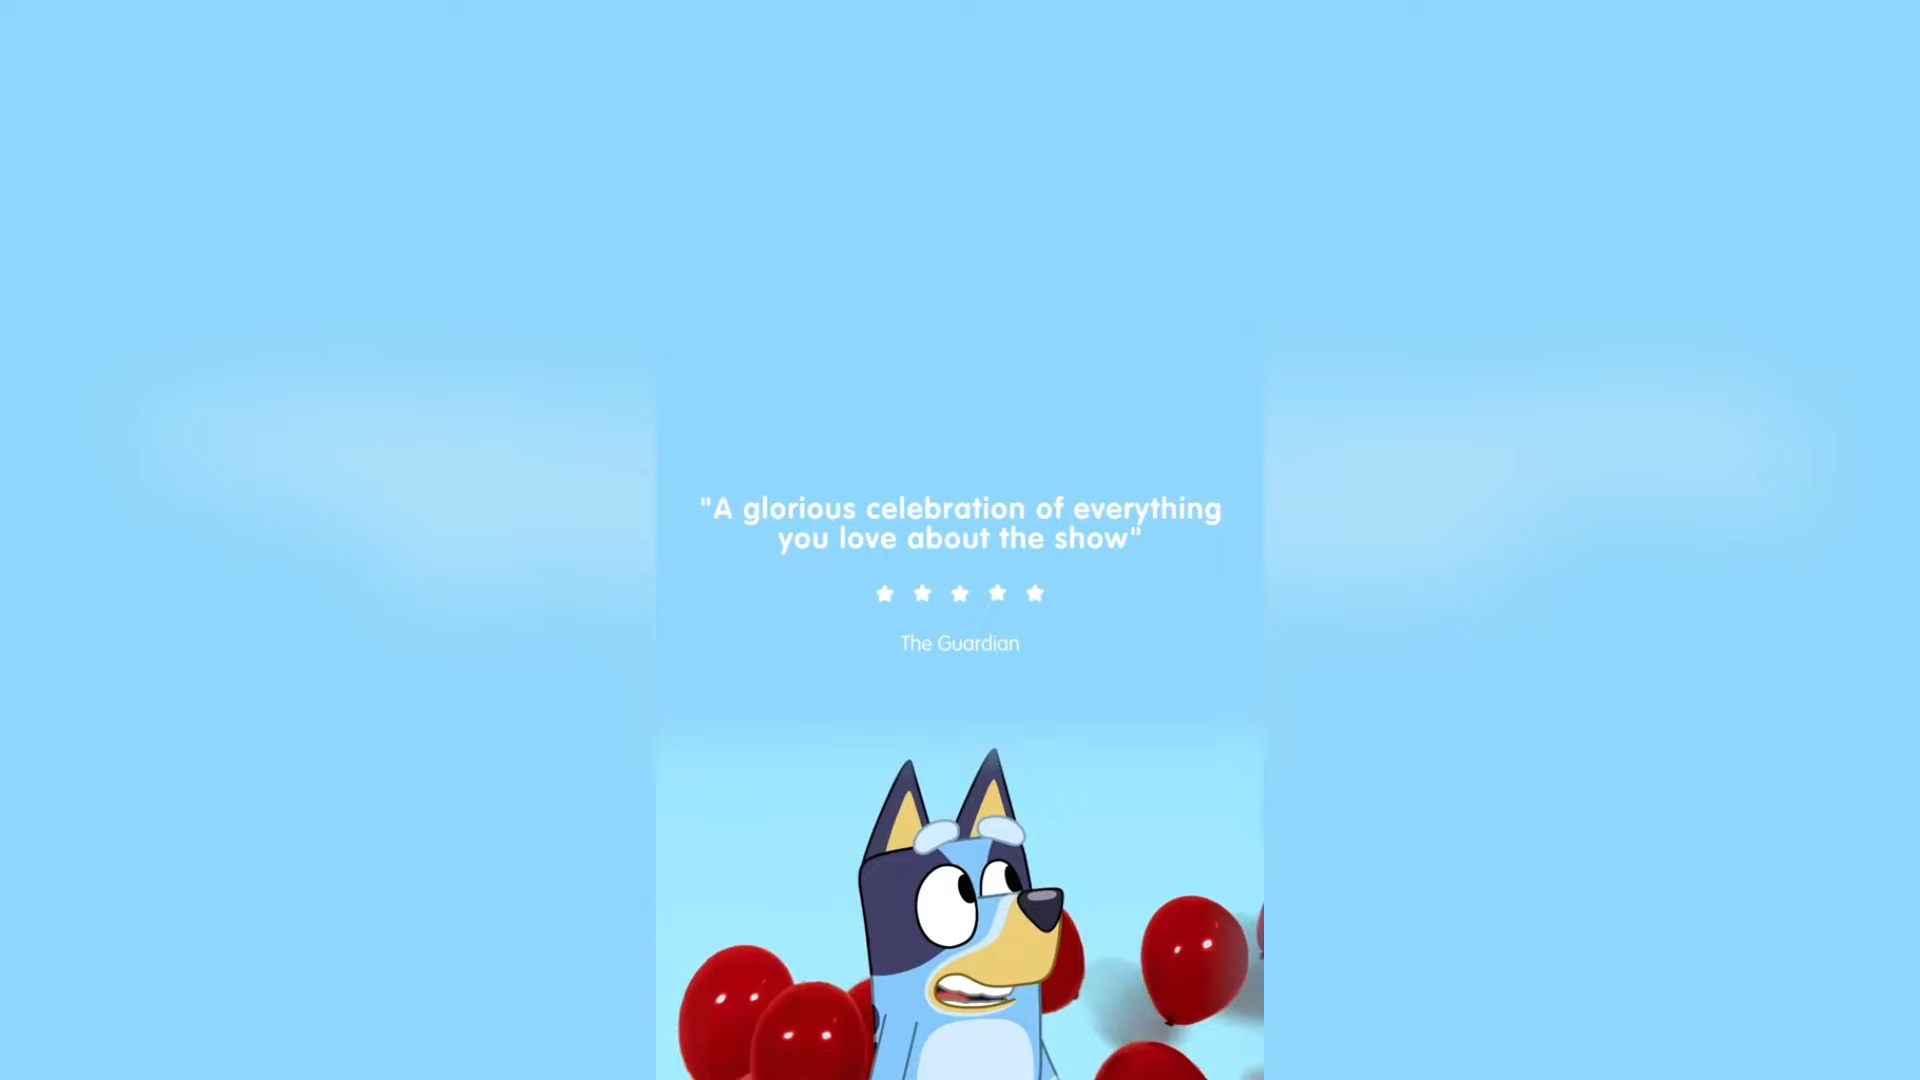 "A glorious celebration of everything
you love about the show"
The Guardian